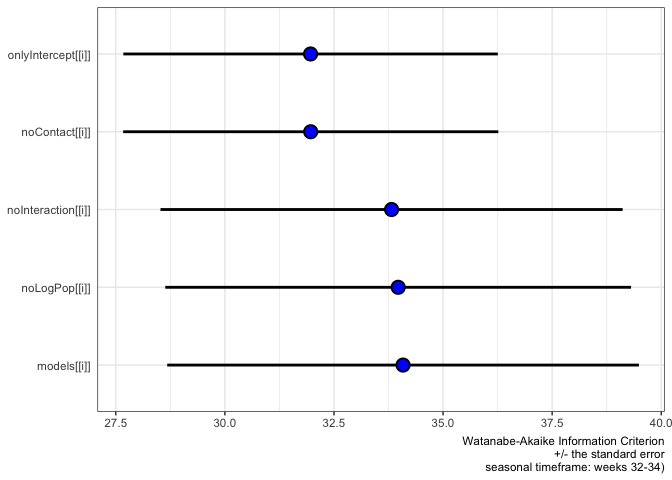 onlyIntercept[[i]]
noContact[[i]]
noInteraction[[i]]
noLogPop[[i]]
models[[i]]
27.5 30.0 32.5 35.0 37.5 40.0
Watanabe-Akaike Information Criterion
+/- the standard error
seasonal timeframe: weeks 32-34)